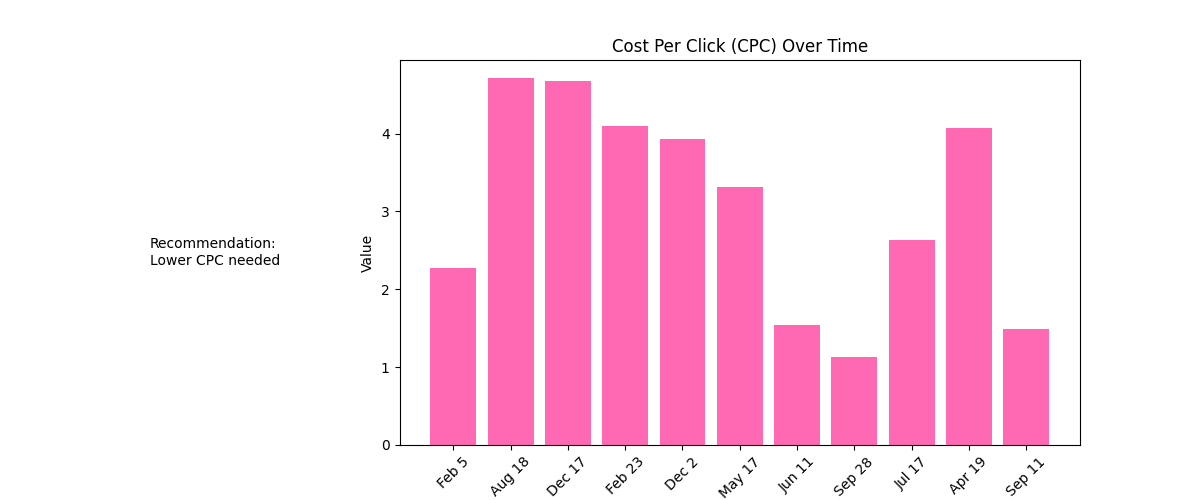 Cost Per Click (CPC) Over Time
Recommendation:
Lower CPC needed
Value
4
3
2
1
0
Feb 5
Aug 18
Dec 17
Feb 23
Dec 2
May 17
Jun 11
Sep 28
Jul 17
Apr 19
Sep 11